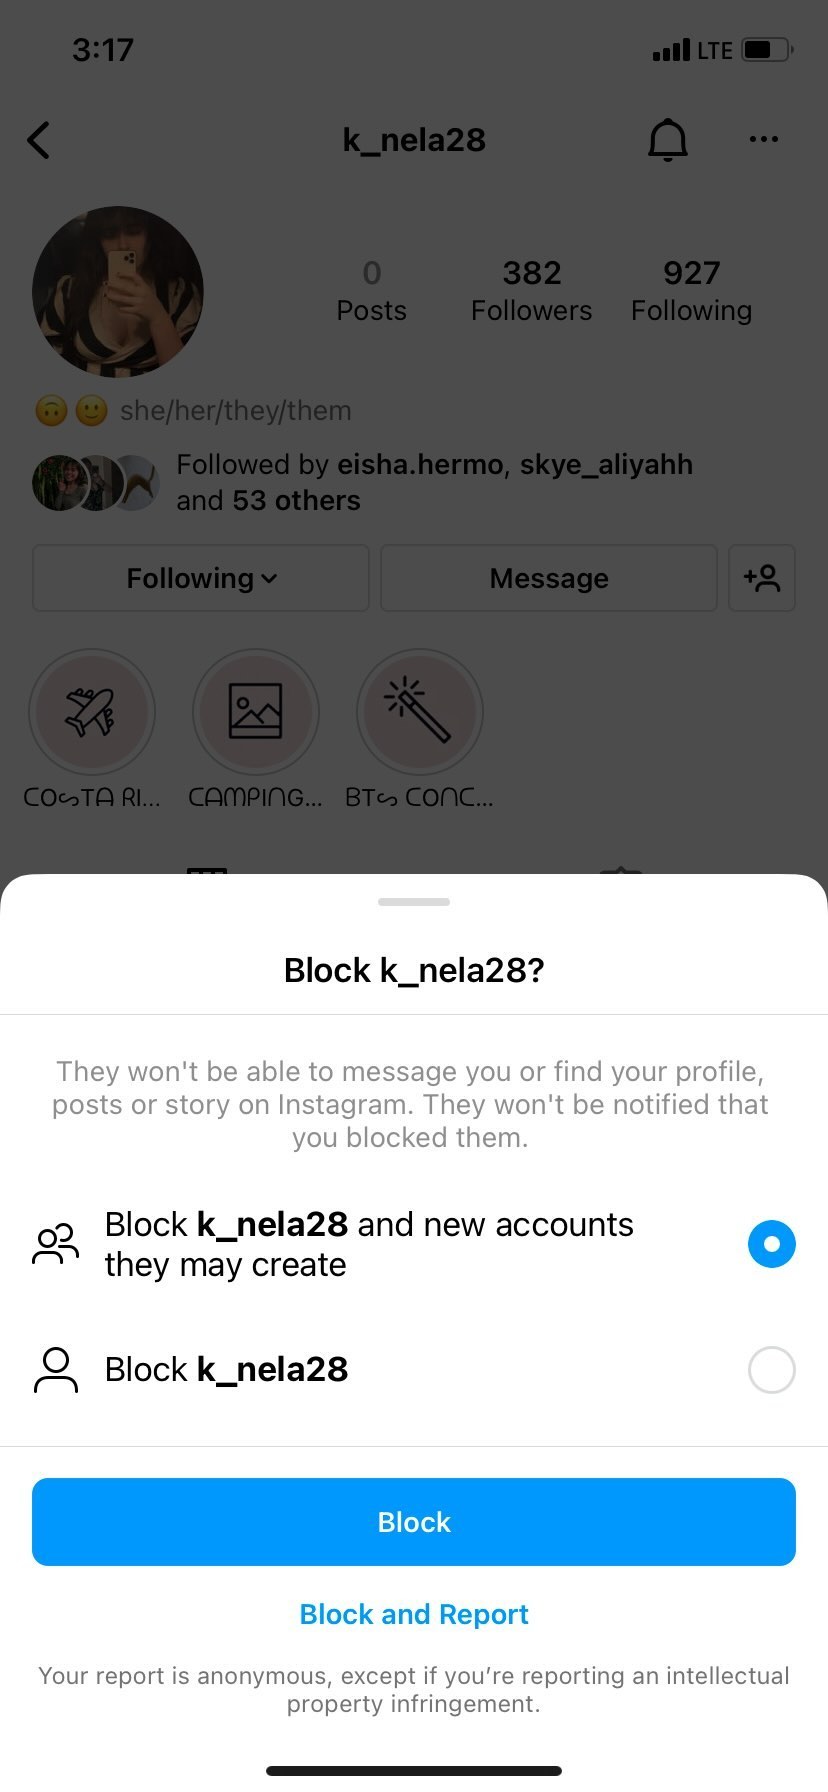 3:17
LTE
k_nela28
0
382
927
Posts
Followers
Following
🙃 🙂 she/her/they/them
Followed by eisha.hermo, skye_aliyahh
and 53 others
Following
Message
COSTA RI...
CAMPING...
BTS CONC...
Block k_nela28?
They won't be able to message you or find your profile,
posts or story on Instagram. They won't be notified that
you blocked them.
Block k_nela28 and new accounts
they may create
Block k_nela28
Block
Block and Report
Your report is anonymous, except if you’re reporting an intellectual
property infringement.